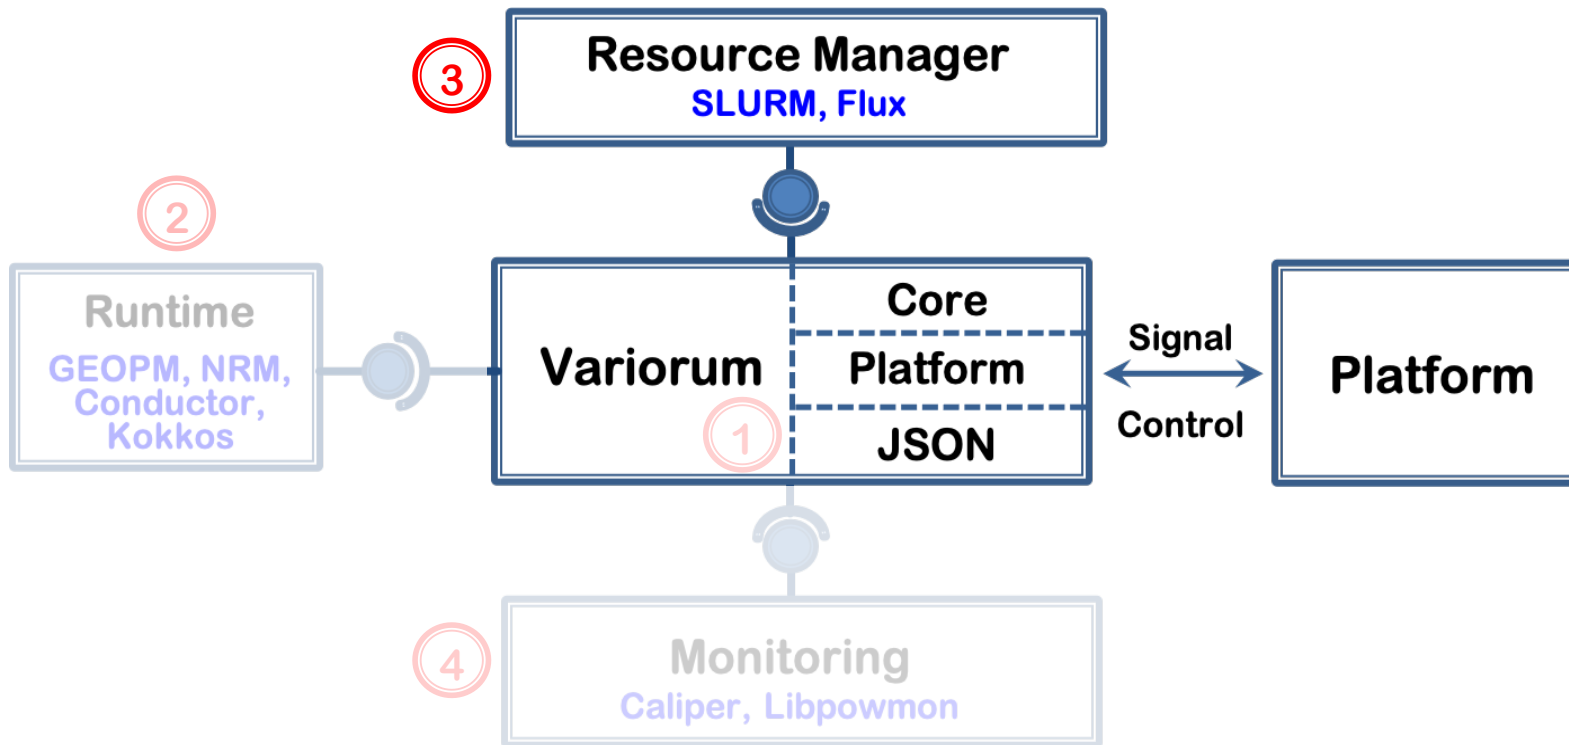 3
Resource Manager
SLURM, Flux
2
Runtime
GEOPM, NRM,
Conductor,
Kokkos
Variorum
1
Core
Platform
JSON
Signal
Control
Platform
4
Monitoring
Caliper, Libpowmon